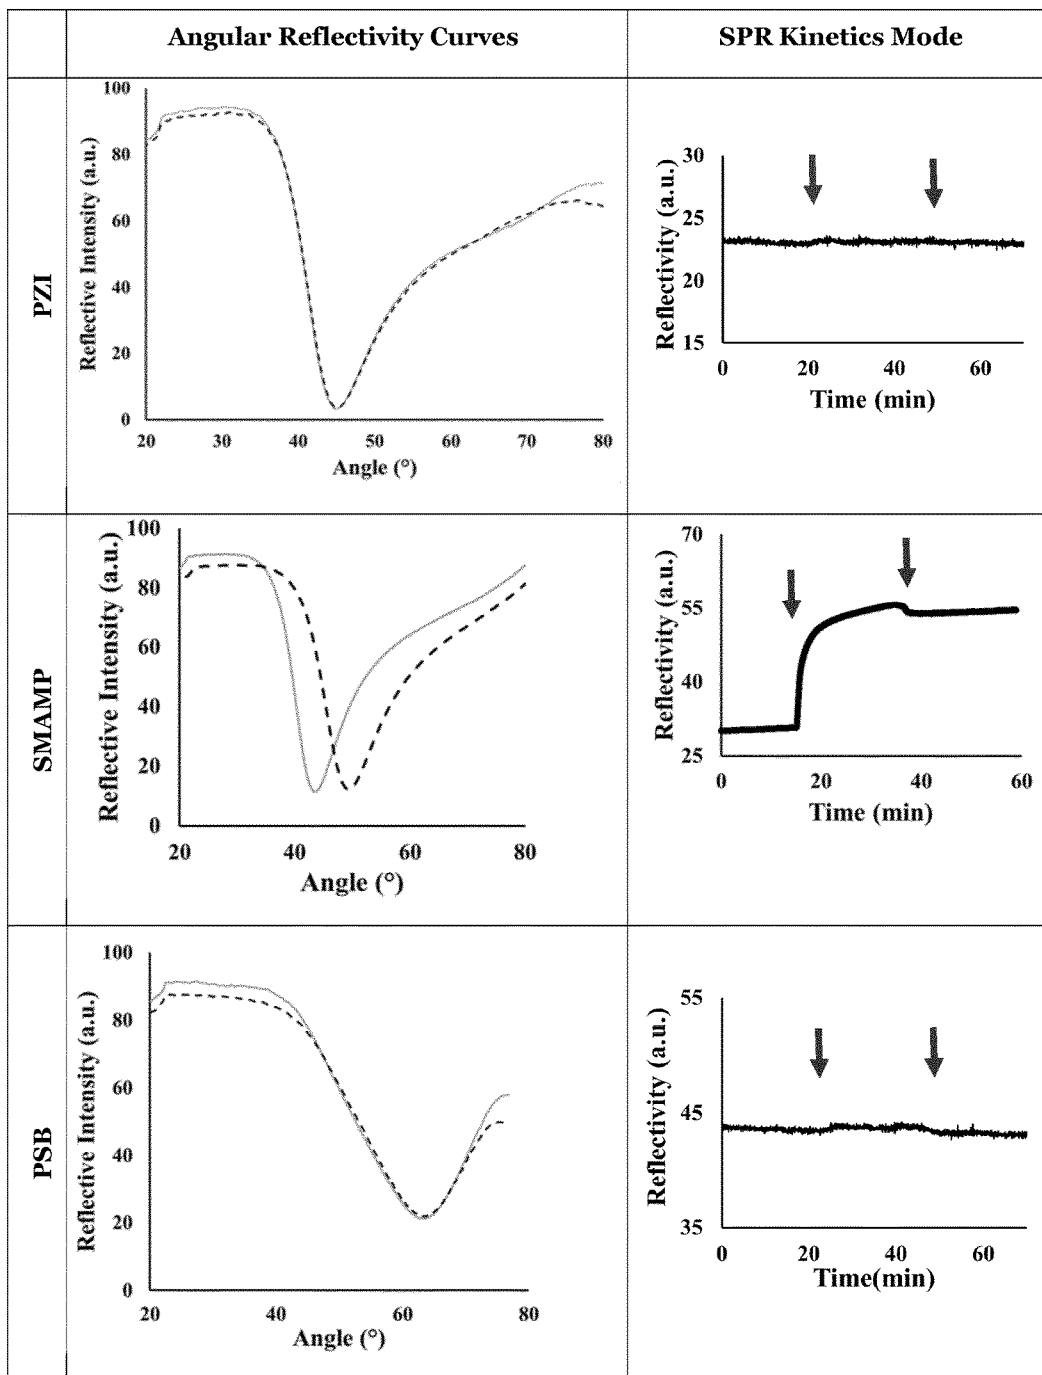 Angular Reflectivity Curves
SPR Kinetics Mode
PZI
Reflective Intensity (a.u.)
100
80
60
40
20
0
20 30 40 50 60 70 80
Angle (°)
Reflectivity (a.u.)
30
25
20
15
0 20 40 60
Time (min)
SMAMP
Reflective Intensity (a.u.)
100
80
60
40
20
0
20 40 60 80
Angle (°)
Reflectivity (a.u.)
70
55
40
25
0 20 40 60
Time (min)
PSB
Reflective Intensity (a.u.)
100
80
60
40
20
0
20 40 60 80
Angle (°)
Reflectivity (a.u.)
55
45
35
0 20 40 60
Time(min)